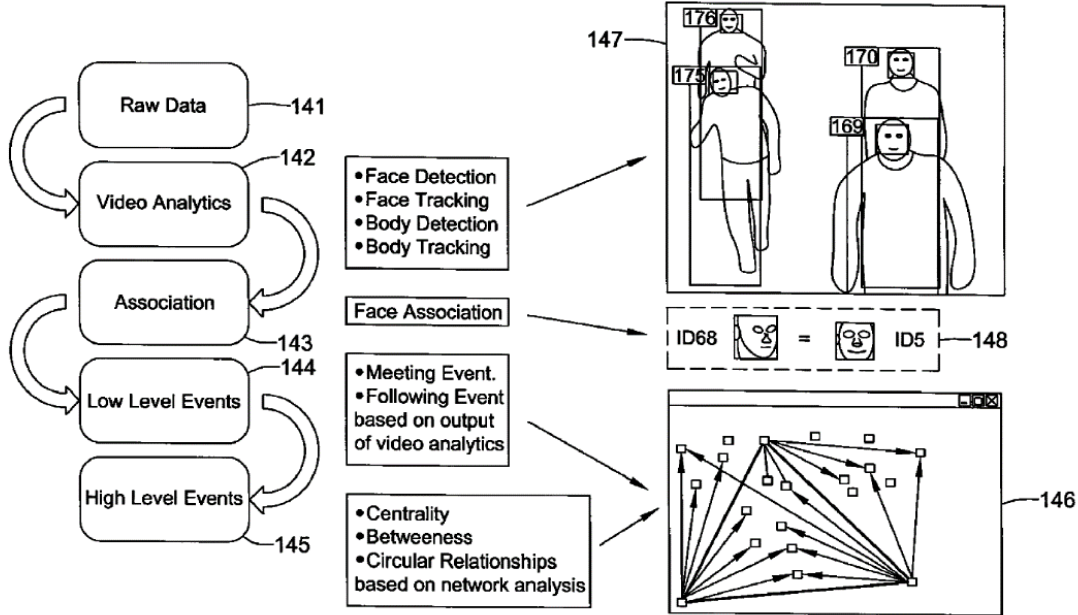 Raw Data
141
142
Video Analytics
Association
143
144
Low Level Events
High Level Events
145
•Face Detection
•Face Tracking
•Body Detection
•Body Tracking
Face Association
•Meeting Event.
•Following Event
based on output
of video analytics
•Centrality
•Betweeness
•Circular Relationships
based on network analysis
147
176
175
170
169
ID68 = ID5
148
146